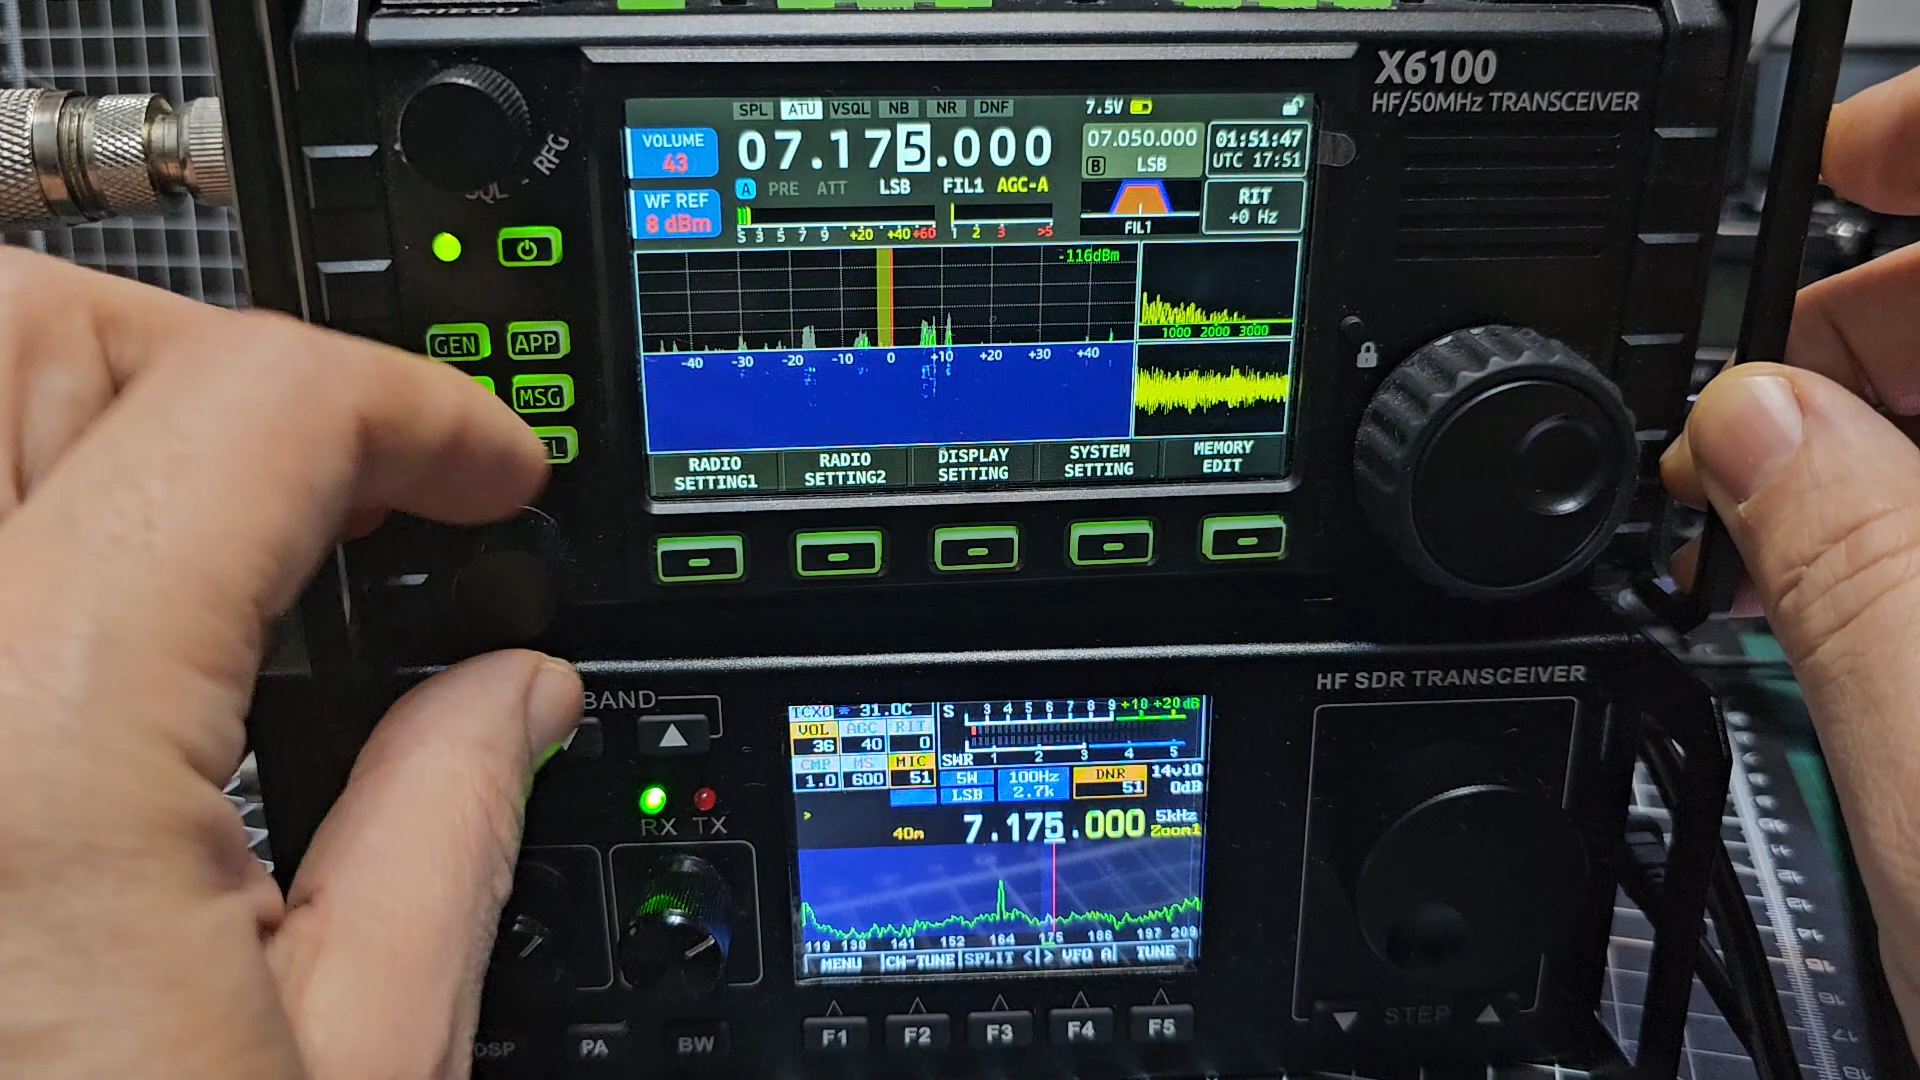 X6100
HF/50MHz TRANSCEIVER
SPL ATU VSQL NB NR DNF
7.5V
VOLUME
43
07.175.000
07.050.000
B LSB
01:51:47
UTC 17:51
WF REF
8 dBm
A PRE ATT LSB FIL1 AGC-A
S 3 5 7 9 +20 +40 +60
1 2 3 >5
FIL1
RIT
+0 Hz
SQL - RFG
-116dBm
-40 -30 -20 -10 0 +10 +20 +30 +40
1000 2000 3000
GEN APP
MSG
RADIO SETTING1
RADIO SETTING2
DISPLAY SETTING
SYSTEM SETTING
MEMORY EDIT
HF SDR TRANSCEIVER
BAND
TCXO * 31.0C
VOL AGC RIT
36 40 0
CMP MS MIC
1.0 600 51
S 3 4 5 6 7 8 9 +10 +20 dB
SWR 1 2 3 4 5
5W 100Hz DNR 14v10
LSB 2.7k 51 0dB
>
40m 7.175.000 5kHz
Zoom1
119 130 141 152 164 175 186 197 209
MENU CW-TUNE SPLIT < > VFO A TUNE
RX TX
F1 F2 F3 F4 F5
PA BW
STEP